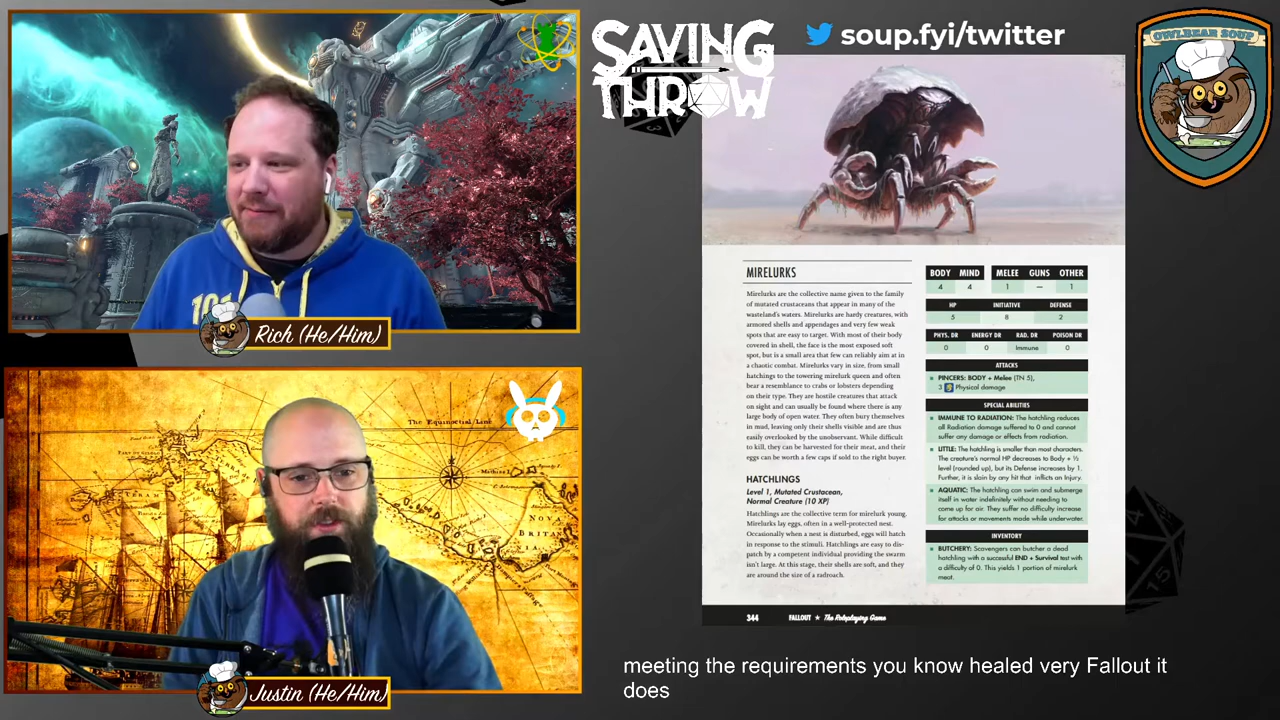 SAVING
THROW
soup.fyi/twitter
OWLBEAR SOUP
Rich (He/Him)
The Equinoctial Line
Justin (He/Him)
MIRELURKS
Mirelurks are the collective name given to the family
of mutated crustaceans that appear in many of the
wasteland's waters. Mirelurks are hardy creatures, with
armored shells and appendages and very few weak
spots that are easy to target. With most of their body
covered in shell, the face is the most exposed soft
spot, but is a small area that few can reliably aim at in
a chaotic combat. Mirelurks vary in size, from small
hatchings to the towering mirelurk queen and often
bear a resemblance to crabs or lobsters depending
on their type. They are hostile creatures that attack
on sight and can usually be found where there is any
large body of open water. They often bury themselves
in mud, leaving only their shells visible and are thus
easily overlooked by the unobservant. While difficult
to kill, they can be harvested for their meat, and their
eggs can be worth a few caps if sold to the right buyer.
HATCHLINGS
Level 1, Mutated Crustacean,
Normal Creature (10 XP)
Hatchlings are the collective term for mirelurk young.
Mirelurks lay eggs, often in a well-protected nest.
Occasionally when a nest is disturbed, eggs will hatch
in response to the stimuli. Hatchlings are easy to dis-
patch by a competent individual providing the swarm
isn't large. At this stage, their shells are soft, and they
are around the size of a radroach.
BODY MIND MELEE GUNS OTHER
4 4 1 — 1
HP INITIATIVE DEFENSE
5 8 2
PHYS. DR ENERGY DR RAD. DR POISON DR
0 0 Immune 0
ATTACKS
PINCERS: BODY + Melee (TN 5),
3 Physical damage
SPECIAL ABILITIES
IMMUNE TO RADIATION: The hatchling reduces
all Radiation damage suffered to 0 and cannot
suffer any damage or effects from radiation.
LITTLE: The hatchling is smaller than most characters.
The creature's normal HP decreases to Body + ½
level (rounded up), but its Defense increases by 1.
Further, it is slain by any hit that inflicts an Injury.
AQUATIC: The hatchling can swim and submerge
itself in water indefinitely without needing to
come up for air. They suffer no difficulty increase
for attacks or movements made while underwater.
INVENTORY
BUTCHERY: Scavengers can butcher a dead
hatchling with a successful END + Survival test with
a difficulty of 0. This yields 1 portion of mirelurk
meat.
344 FALLOUT ★ The Roleplaying Game
meeting the requirements you know healed very Fallout it
does